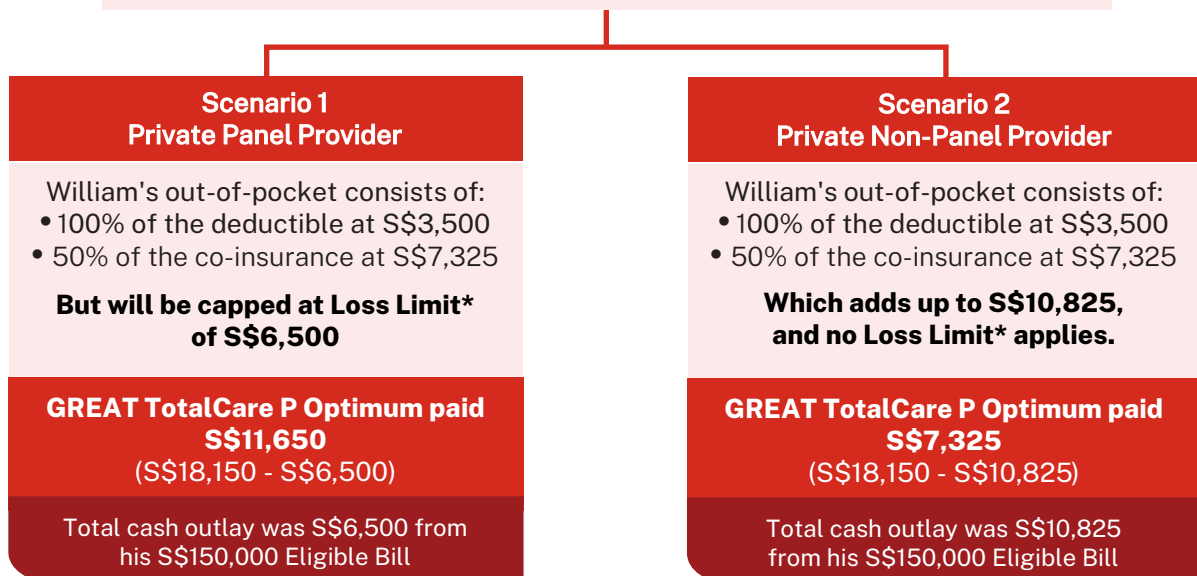 Scenario 1
Private Panel Provider
William's out-of-pocket consists of:
• 100% of the deductible at S$3,500
• 50% of the co-insurance at S$7,325
But will be capped at Loss Limit*
of S$6,500
GREAT TotalCare P Optimum paid
S$11,650
(S$18,150 - S$6,500)
Total cash outlay was S$6,500 from
his S$150,000 Eligible Bill
Scenario 2
Private Non-Panel Provider
William's out-of-pocket consists of:
• 100% of the deductible at S$3,500
• 50% of the co-insurance at S$7,325
Which adds up to S$10,825,
and no Loss Limit* applies.
GREAT TotalCare P Optimum paid
S$7,325
(S$18,150 - S$10,825)
Total cash outlay was S$10,825
from his S$150,000 Eligible Bill